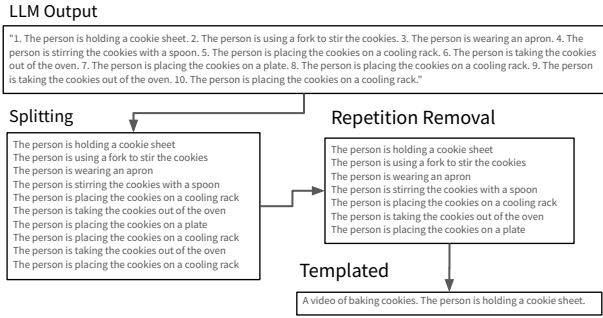 LLM Output
"1. The person is holding a cookie sheet. 2. The person is using a fork to stir the cookies. 3. The person is wearing an apron. 4. The
person is stirring the cookies with a spoon. 5. The person is placing the cookies on a cooling rack. 6. The person is taking the cookies
out of the oven. 7. The person is placing the cookies on a plate. 8. The person is placing the cookies on a cooling rack. 9. The person
is taking the cookies out of the oven. 10. The person is placing the cookies on a cooling rack."
Splitting
The person is holding a cookie sheet
The person is using a fork to stir the cookies
The person is wearing an apron
The person is stirring the cookies with a spoon
The person is placing the cookies on a cooling rack
The person is taking the cookies out of the oven
The person is placing the cookies on a plate
The person is placing the cookies on a cooling rack
The person is taking the cookies out of the oven
The person is placing the cookies on a cooling rack
Repetition Removal
The person is holding a cookie sheet
The person is using a fork to stir the cookies
The person is wearing an apron
The person is stirring the cookies with a spoon
The person is placing the cookies on a cooling rack
The person is taking the cookies out of the oven
The person is placing the cookies on a plate
Templated
A video of baking cookies. The person is holding a cookie sheet.